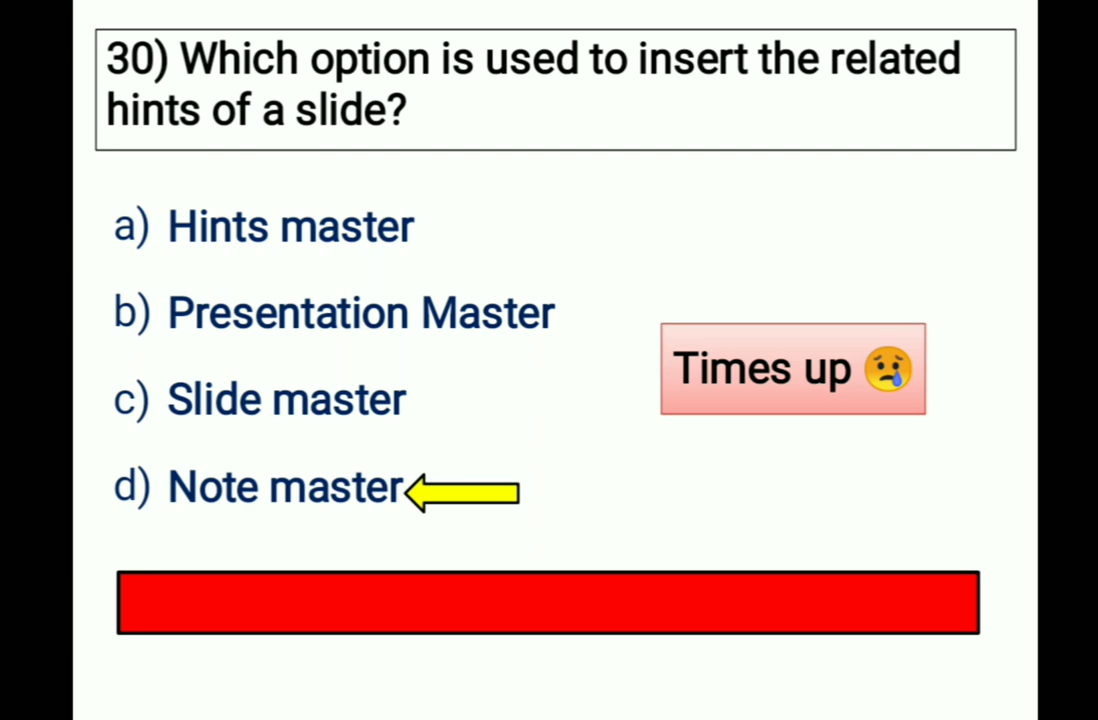 30) Which option is used to insert the related
hints of a slide?
a) Hints master
b) Presentation Master
Times up 😢
c) Slide master
d) Note master